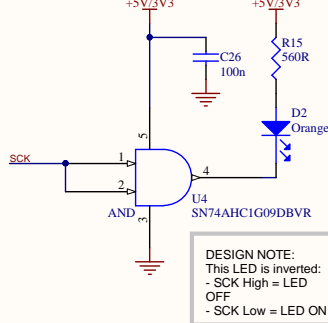 +5V/3V3
+5V/3V3
R15
560R
C26
100n
D2
Orange
5
SCK
1
2
4
U4
AND
3
SN74AHC1G09DBVR
DESIGN NOTE:
This LED is inverted:
- SCK High = LED
OFF
- SCK Low = LED ON